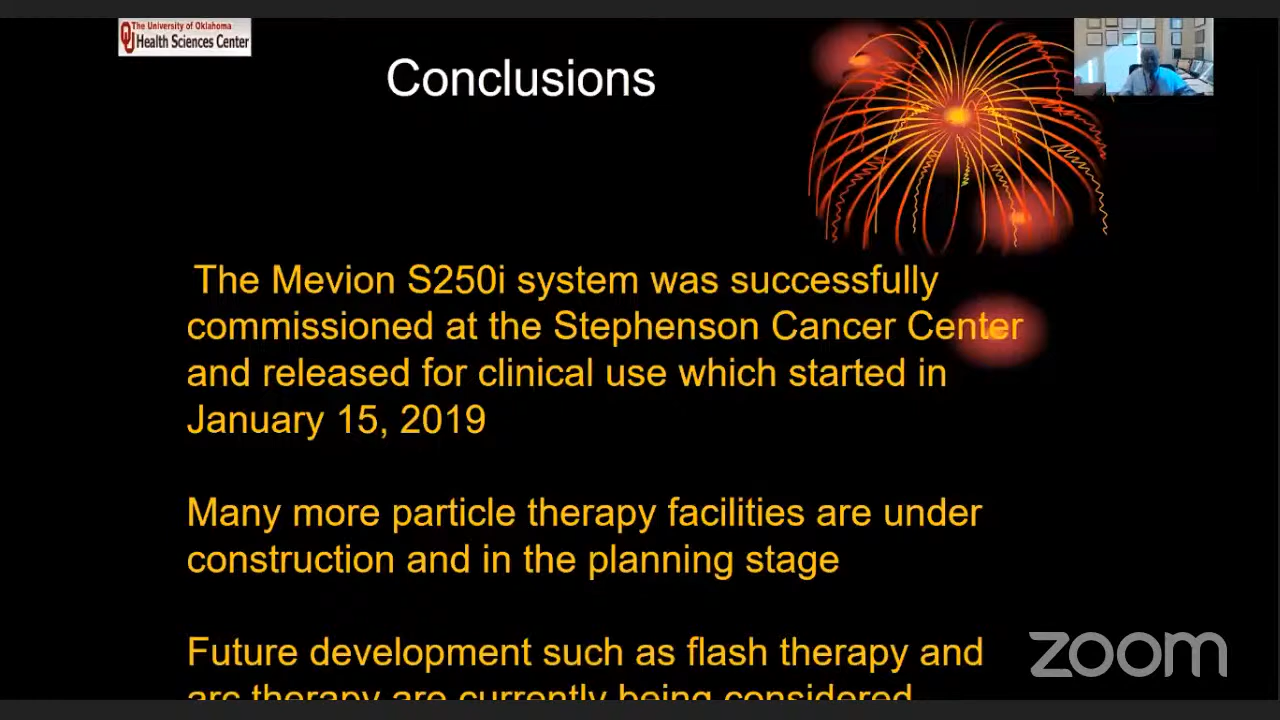 The University of Oklahoma
Health Sciences Center
Conclusions
The Mevion S250i system was successfully
commissioned at the Stephenson Cancer Center
and released for clinical use which started in
January 15, 2019
Many more particle therapy facilities are under
construction and in the planning stage
Future development such as flash therapy and
arc therapy are currently being considered
zoom